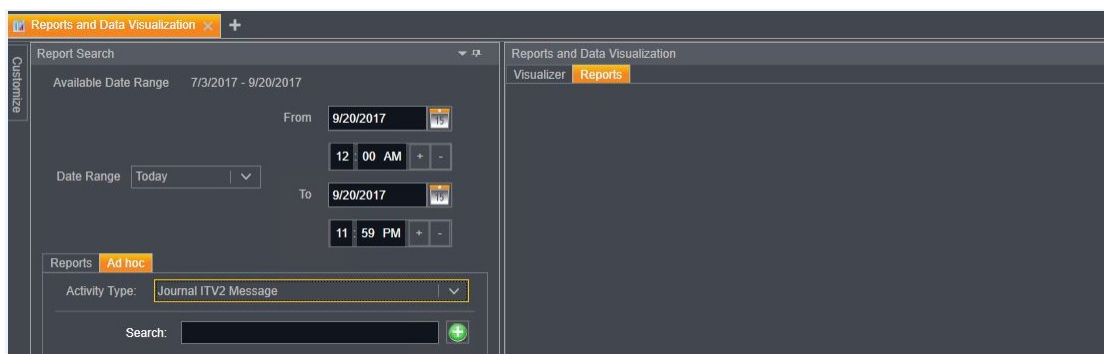 Reports and Data Visualization
Customize
Report Search
Available Date Range 7/3/2017 - 9/20/2017
From 9/20/2017 15
12 : 00 AM + -
Date Range Today
To 9/20/2017 15
11 : 59 PM + -
Reports Ad hoc
Activity Type: Journal ITV2 Message
Search:
Reports and Data Visualization
Visualizer Reports